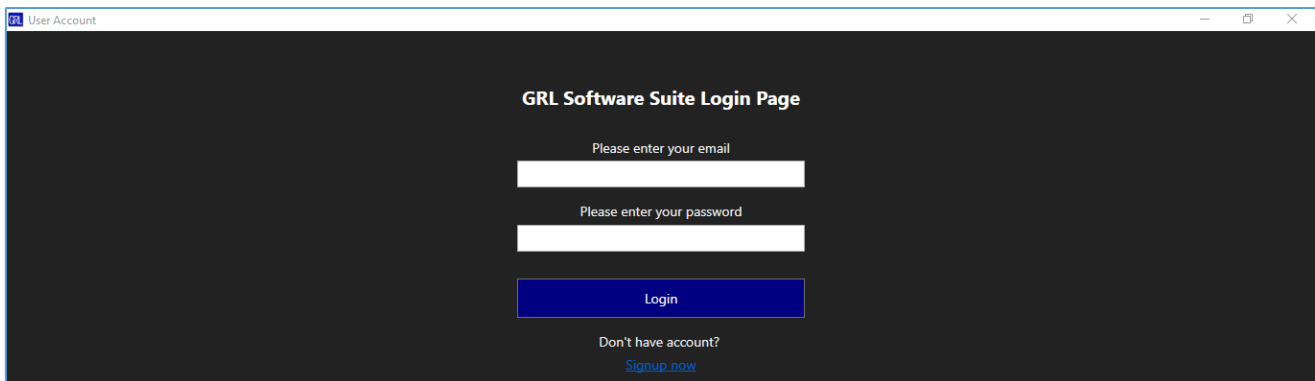 GRL User Account
GRL Software Suite Login Page
Please enter your email
Please enter your password
Login
Don't have account?
Signup now